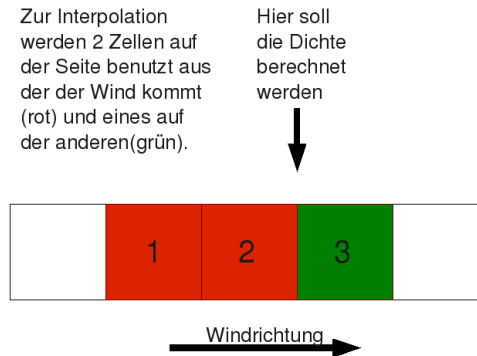 Zur Interpolation
werden 2 Zellen auf
der Seite benutzt aus
der der Wind kommt
(rot) und eines auf
der anderen(grün).
Hier soll
die Dichte
berechnet
werden
1 2 3
Windrichtung